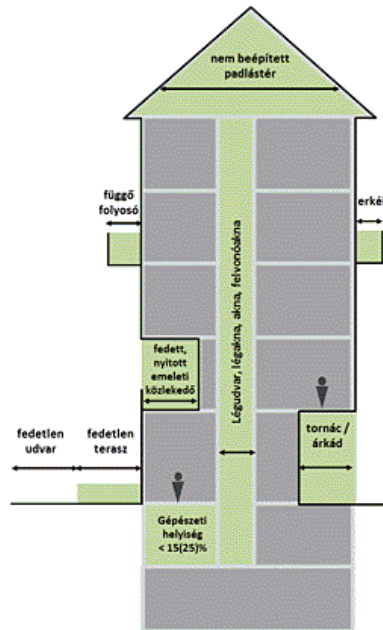 nem beépített
padlástér
függő
folyosó
erkél
Légudvar, légakna, akna, felvonóakna
fedett,
nyitott
emeleti
közlekedő
fedetlen
udvar
fedetlen
terasz
tornác /
árkád
Gépészeti
helyiség
< 15(25)%